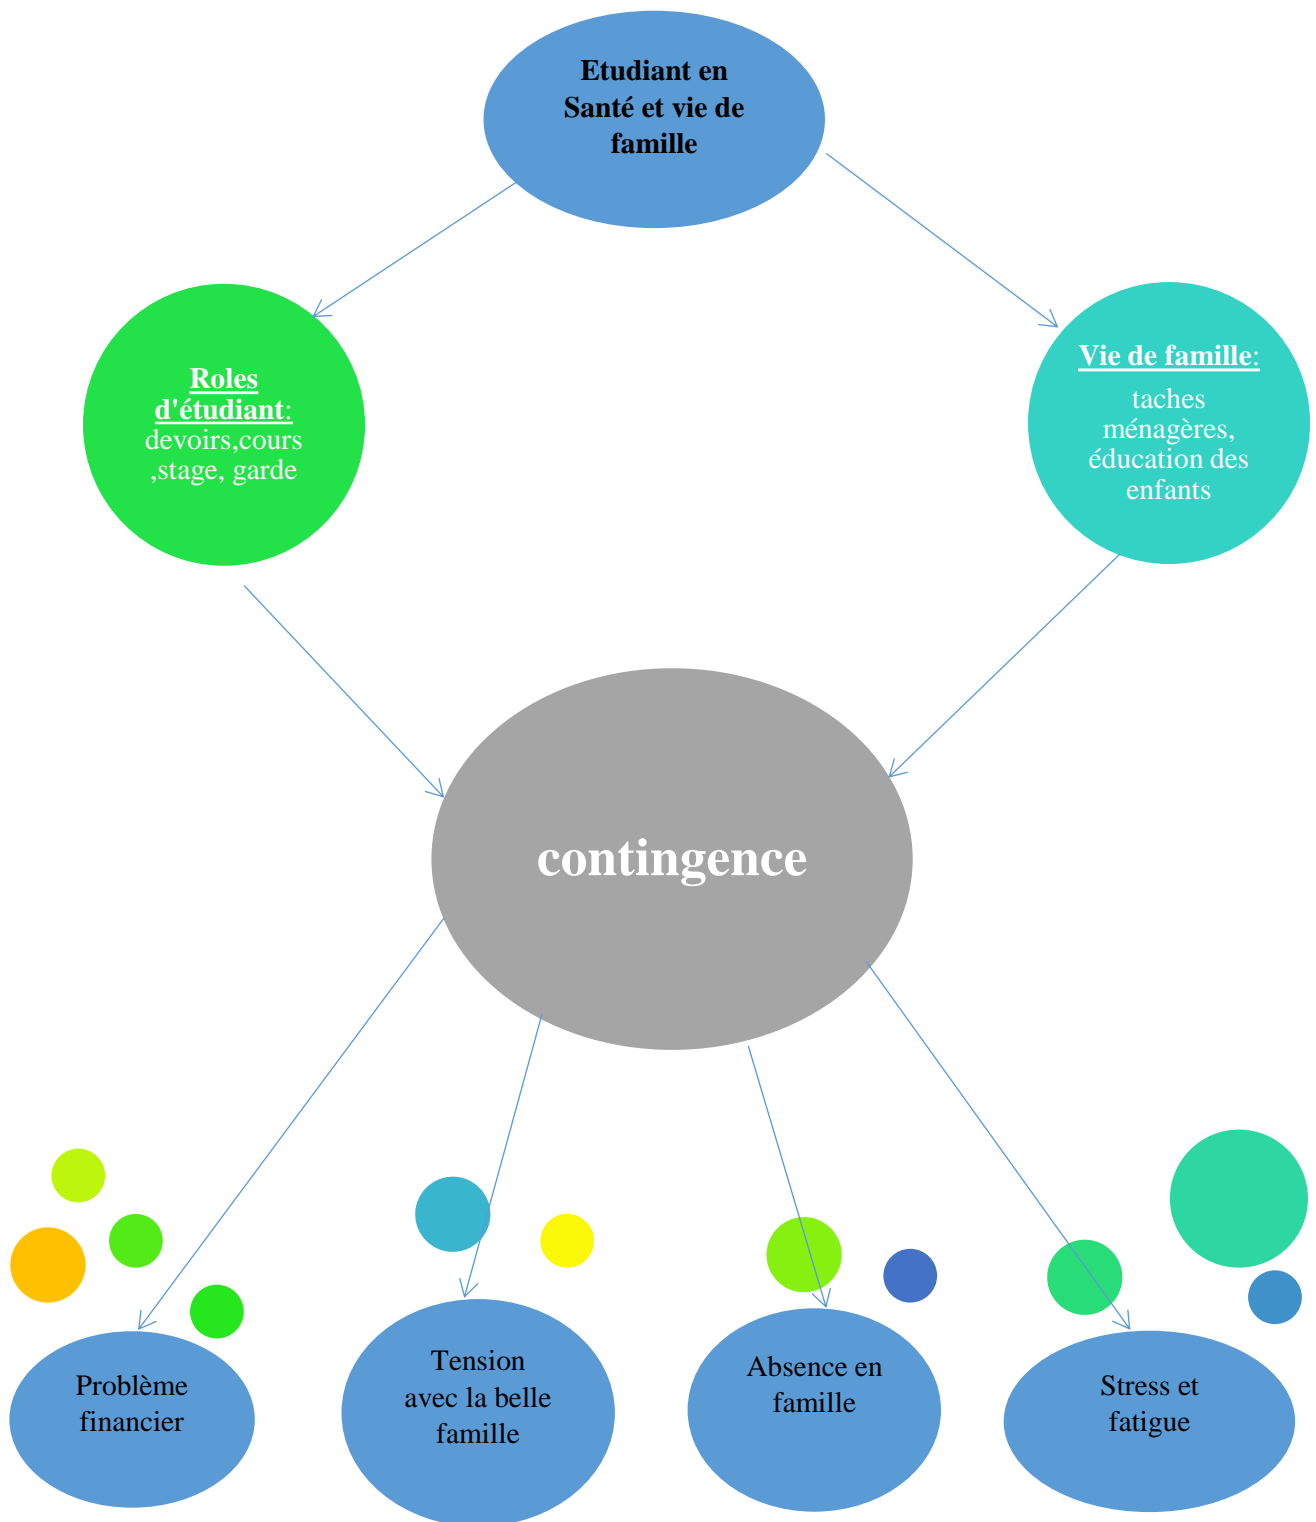 Etudiant en
Santé et vie de
famille
Roles
d'étudiant:
devoirs,cours
,stage, garde
Vie de famille:
taches
ménagères,
éducation des
enfants
contingence
Problème
financier
Tension
avec la belle
famille
Absence en
famille
Stress et
fatigue